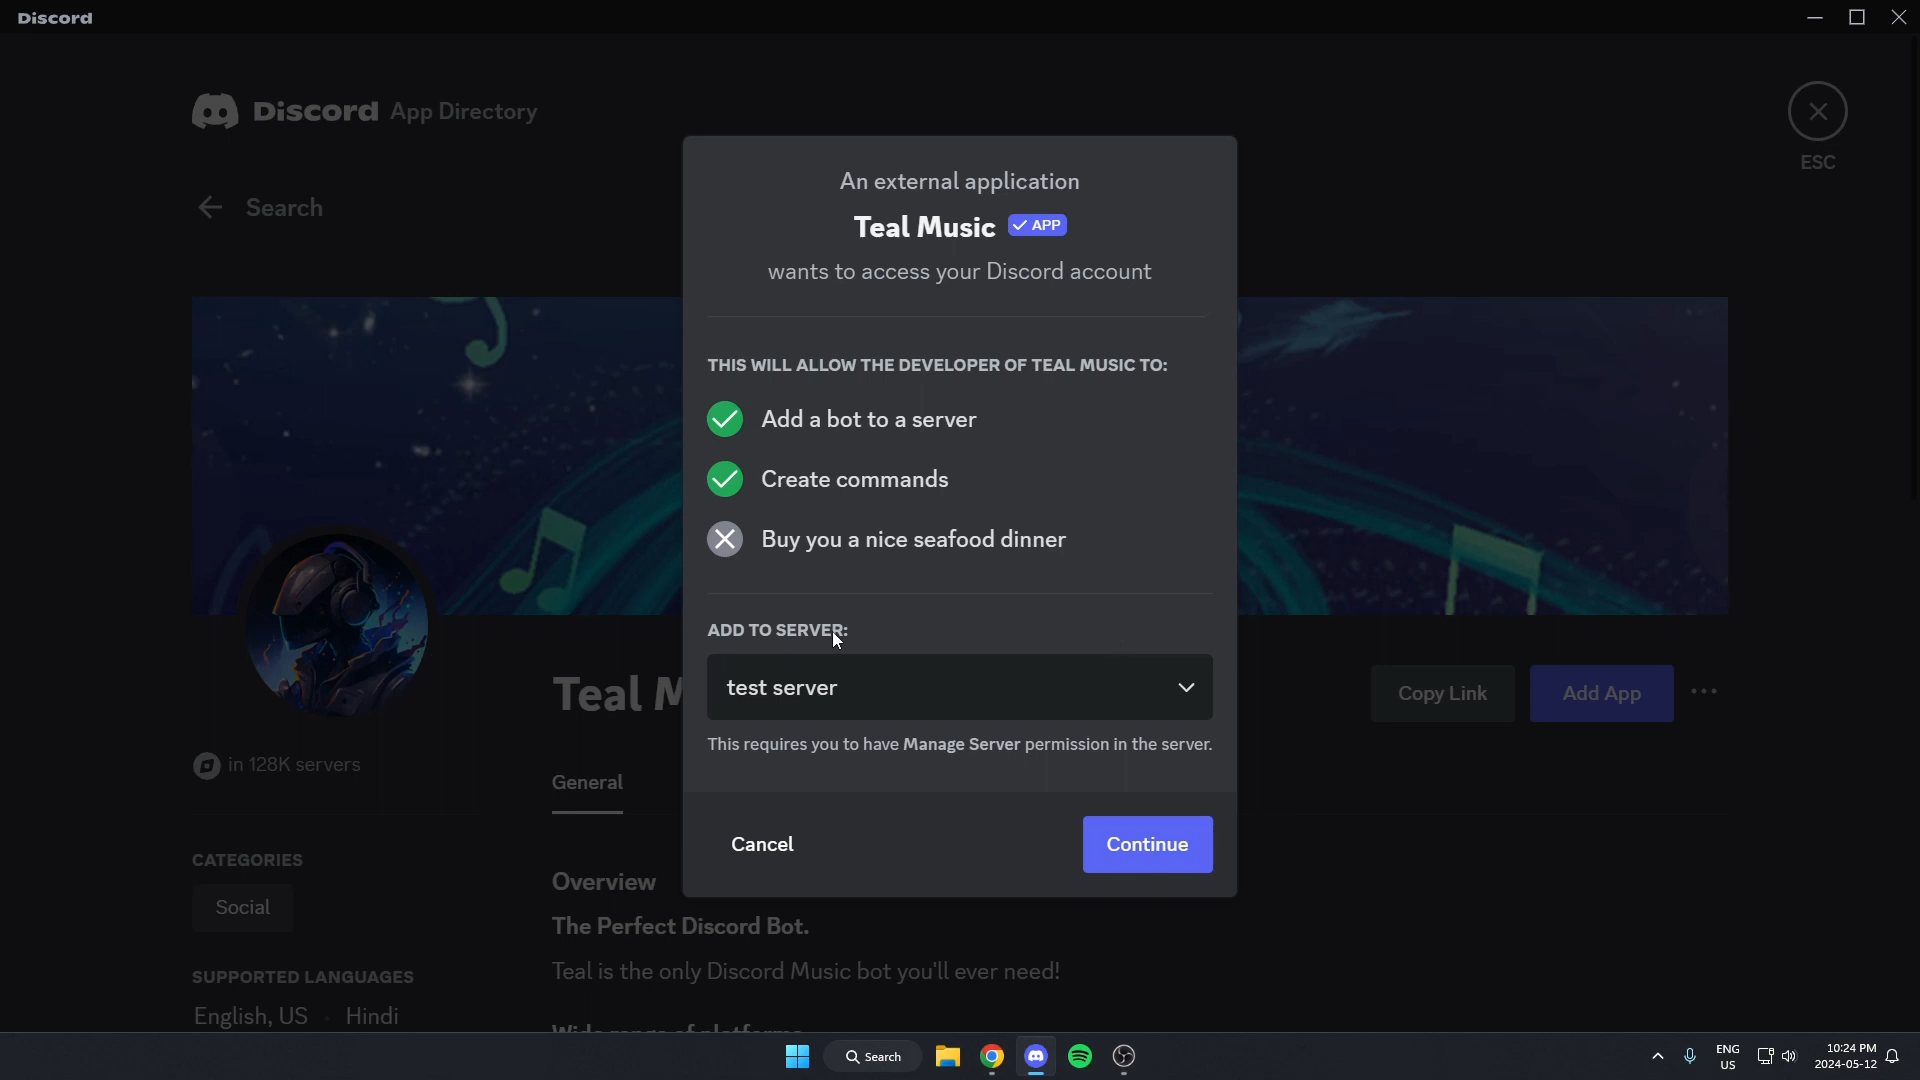 Discord
Discord App Directory
ESC
Search
An external application
Teal Music ✓ APP
wants to access your Discord account
THIS WILL ALLOW THE DEVELOPER OF TEAL MUSIC TO:
Add a bot to a server
Create commands
Buy you a nice seafood dinner
ADD TO SERVER:
test server
This requires you to have Manage Server permission in the server.
Cancel
Continue
Teal M
Copy Link
Add App
in 128K servers
General
CATEGORIES
Social
SUPPORTED LANGUAGES
English, US · Hindi
Overview
The Perfect Discord Bot.
Teal is the only Discord Music bot you'll ever need!
Wide range of platforms
Search
ENG
US
10:24 PM
2024-05-12